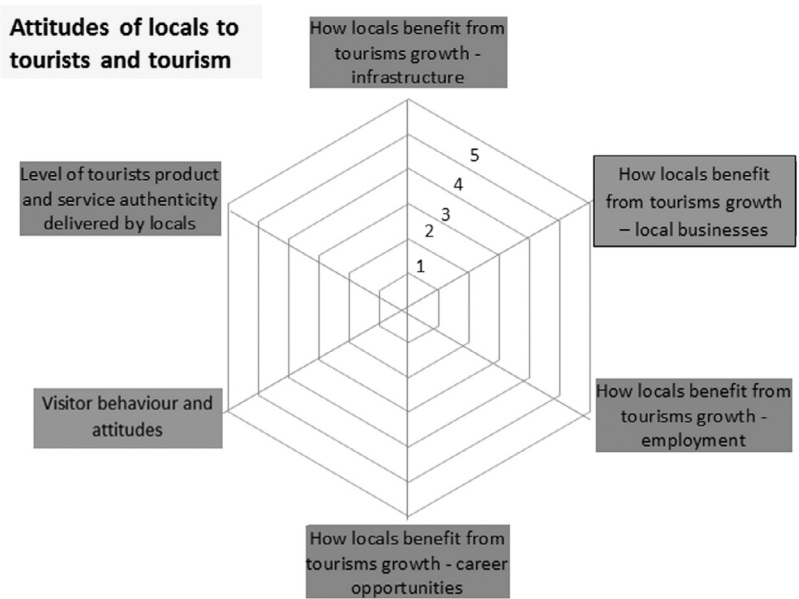 Attitudes of locals to
tourists and tourism
How locals benefit from
tourisms growth -
infrastructure
5
4
3
2
1
Level of tourists product
and service authenticity
delivered by locals
How locals benefit
from tourisms growth
– local businesses
Visitor behaviour and
attitudes
How locals benefit from
tourisms growth -
employment
How locals benefit from
tourisms growth - career
opportunities